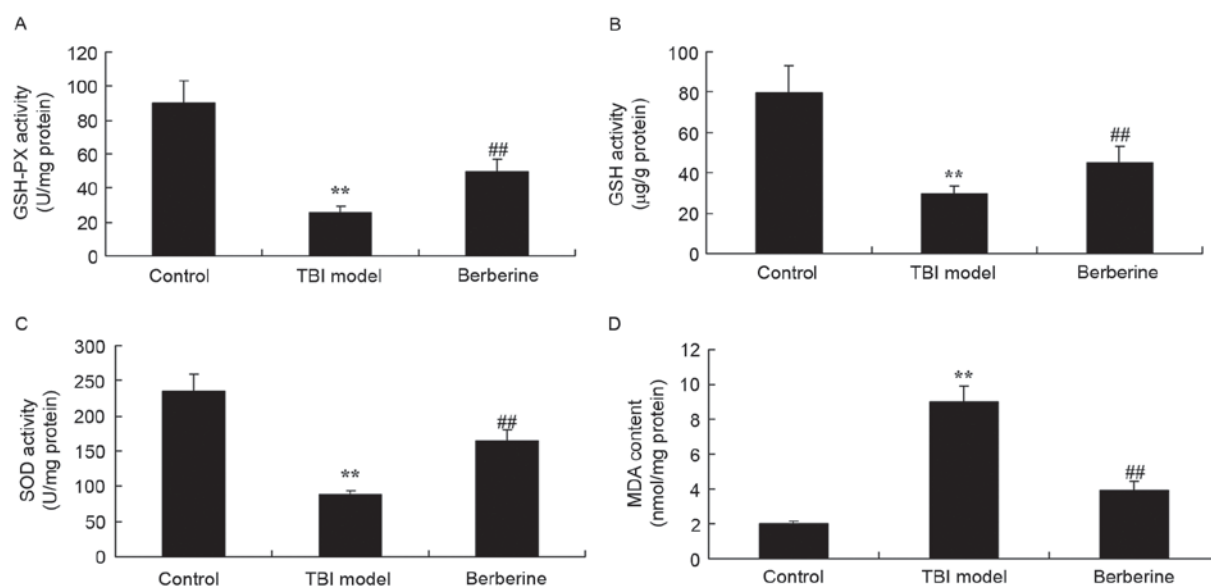 A
GSH-PX activity
(U/mg protein)
120
100
80
60
40
20
0
**
##
Control
TBI model
Berberine
B
GSH activity
(μg/g protein)
100
80
60
40
20
0
**
##
Control
TBI model
Berberine
C
SOD activity
(U/mg protein)
300
250
200
150
100
50
0
**
##
Control
TBI model
Berberine
D
MDA content
(nmol/mg protein)
12
10
8
6
4
2
0
**
##
Control
TBI model
Berberine